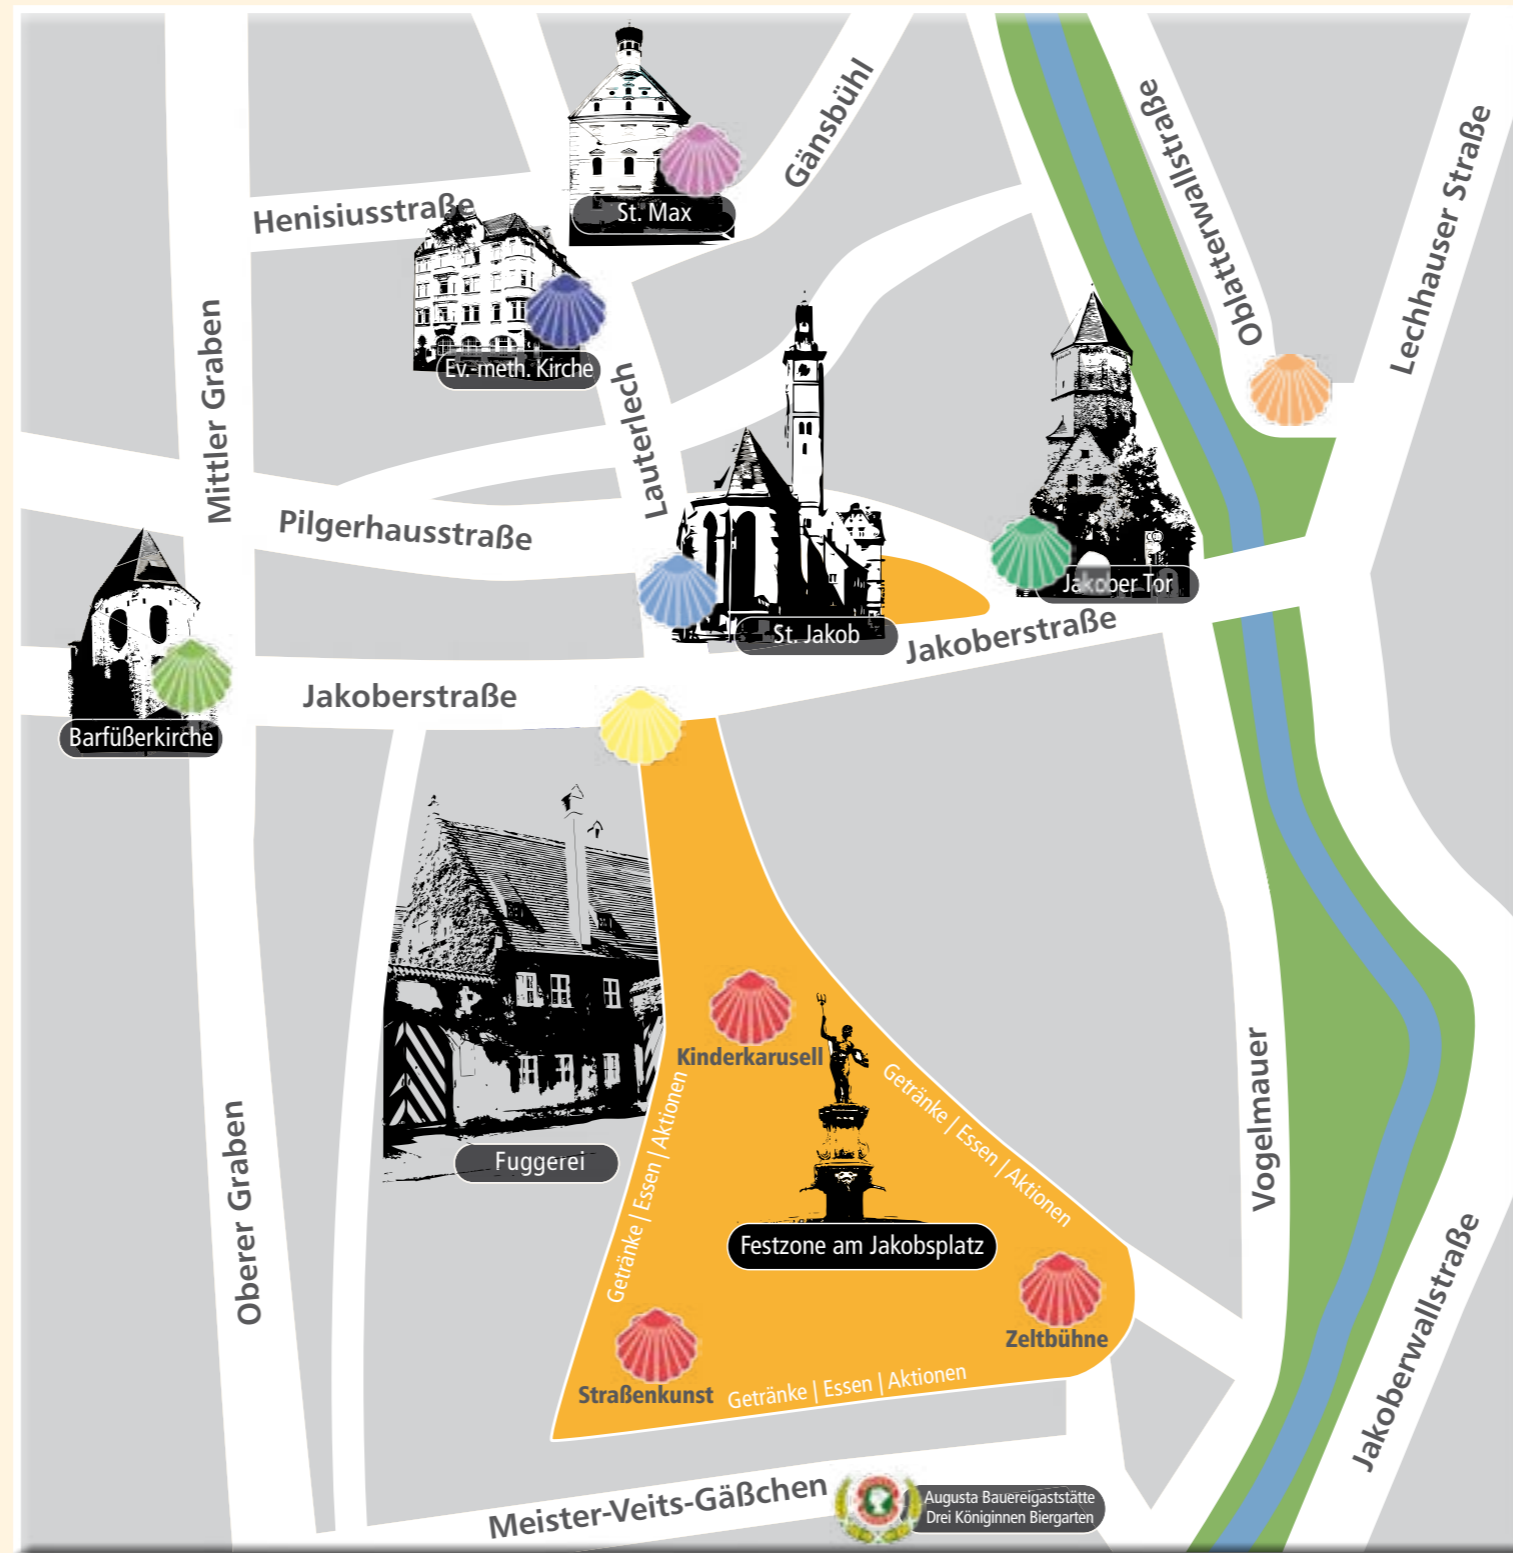 Gänsbühl
Oblatterwallstraße
Lechhauser Straße
Henisiusstraße
St. Max
Ev.-meth. Kirche
Mittler Graben
Lauterlech
Pilgerhausstraße
Jakober Tor
St. Jakob
Jakoberstraße
Jakoberstraße
Barfüßerkirche
Kinderkarusell
Getränke | Essen | Aktionen
Getränke | Essen | Aktionen
Fuggerei
Vogelmauer
Oberer Graben
Festzone am Jakobsplatz
Zeltbühne
Straßenkunst
Getränke | Essen | Aktionen
Jakoberwallstraße
Meister-Veits-Gäßchen
Augusta Bauereigaststätte
Drei Königinnen Biergarten